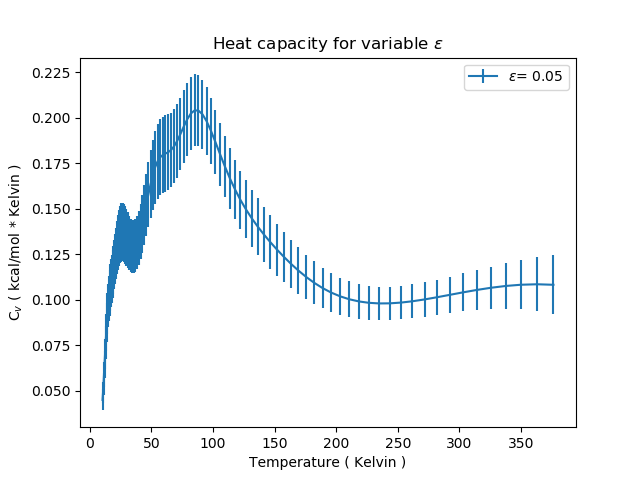 Heat capacity for variable ε
ε= 0.05
0.225
0.200
0.175
0.150
0.125
0.100
0.075
0.050
C_v ( kcal/mol * Kelvin )
0 50 100 150 200 250 300 350
Temperature ( Kelvin )